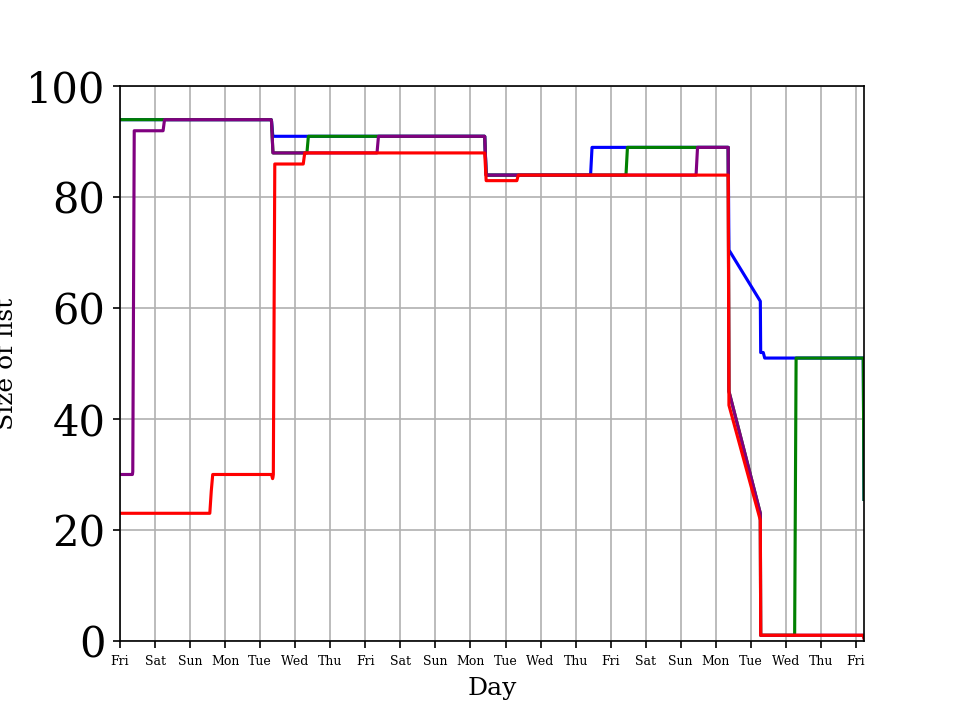 100
80
60
40
20
0
Size of list
Fri Sat Sun Mon Tue Wed Thu Fri Sat Sun Mon Tue Wed Thu Fri Sat Sun Mon Tue Wed Thu Fri
Day